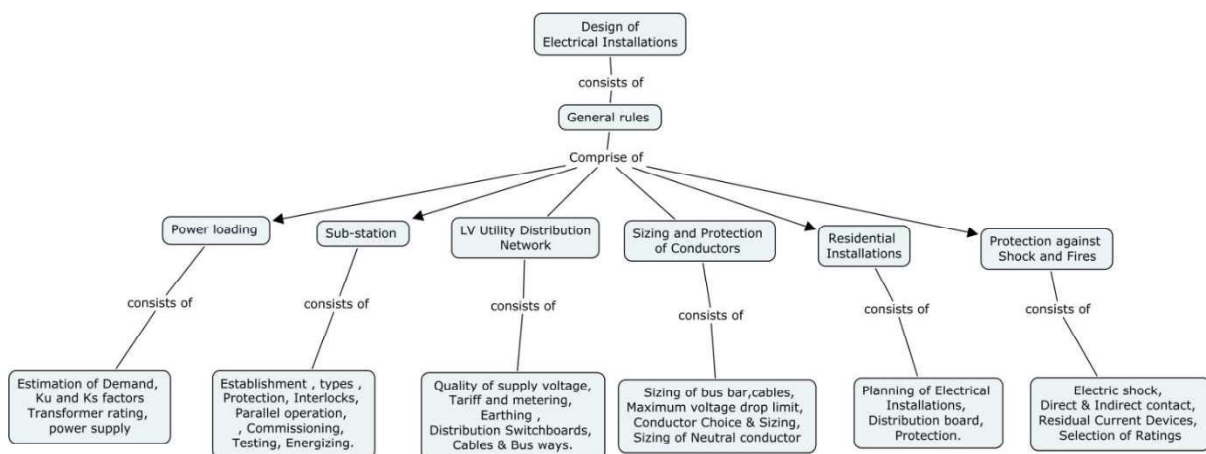 Design of
Electrical Installations
consists of
General rules
Comprise of
Power loading
Sub-station
LV Utility Distribution
Network
Sizing and Protection
of Conductors
Residential
Installations
Protection against
Shock and Fires
consists of
consists of
consists of
consists of
consists of
consists of
Estimation of Demand,
Ku and Ks factors
Transformer rating,
power supply
Establishment , types ,
Protection, Interlocks,
Parallel operation,
, Commissioning,
Testing, Energizing.
Quality of supply voltage,
Tariff and metering,
Earthing ,
Distribution Switchboards,
Cables & Bus ways.
Sizing of bus bar,cables,
Maximum voltage drop limit,
Conductor Choice & Sizing,
Sizing of Neutral conductor
Planning of Electrical
Installations,
Distribution board,
Protection.
Electric shock,
Direct & Indirect contact,
Residual Current Devices,
Selection of Ratings